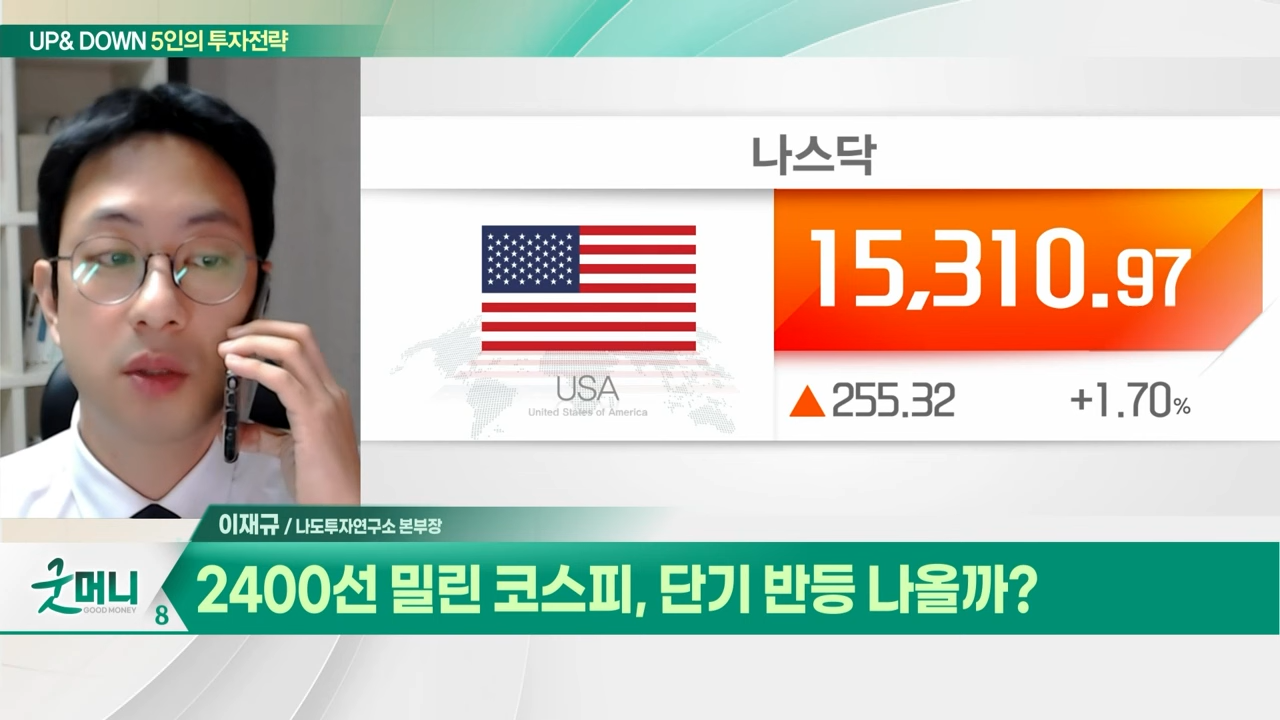 UP& DOWN 5인의 투자전략
나스닥
15,310.97
USA
United States of America
▲255.32 +1.70%
이재규 / 나도투자연구소 본부장
굿머니
GOOD MONEY
8
2400선 밀린 코스피, 단기 반등 나올까?